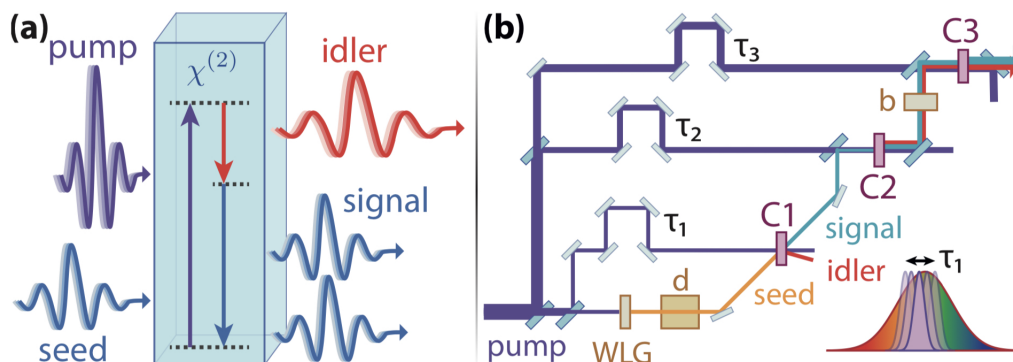 (a)
pump
χ(2)
idler
signal
seed
(b)
τ3
C3
b
τ2
C2
τ1
C1
signal
idler
τ1
d
seed
pump
WLG